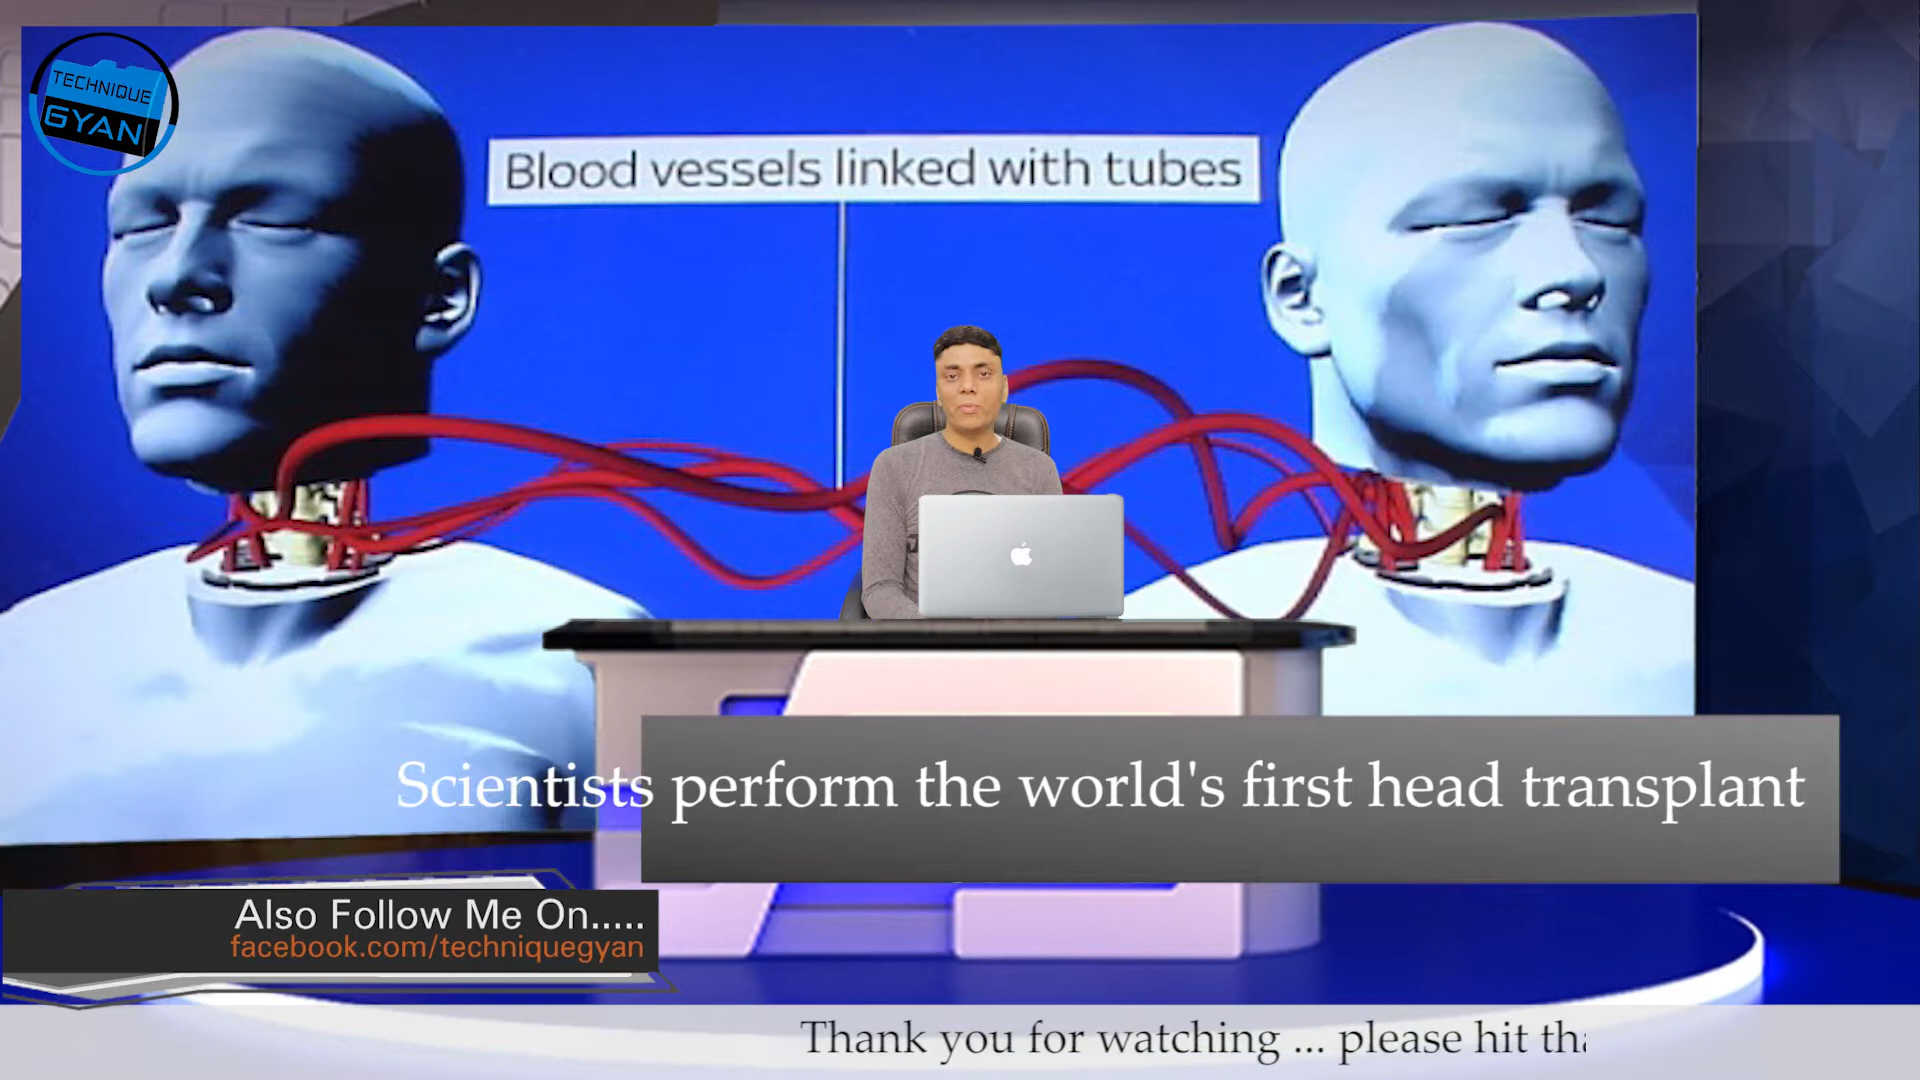 TECHNIQUE
GYAN
Blood vessels linked with tubes
Scientists perform the world's first head transplant
Also Follow Me On.....
facebook.com/techniquegyan
Thank you for watching ... please hit tha